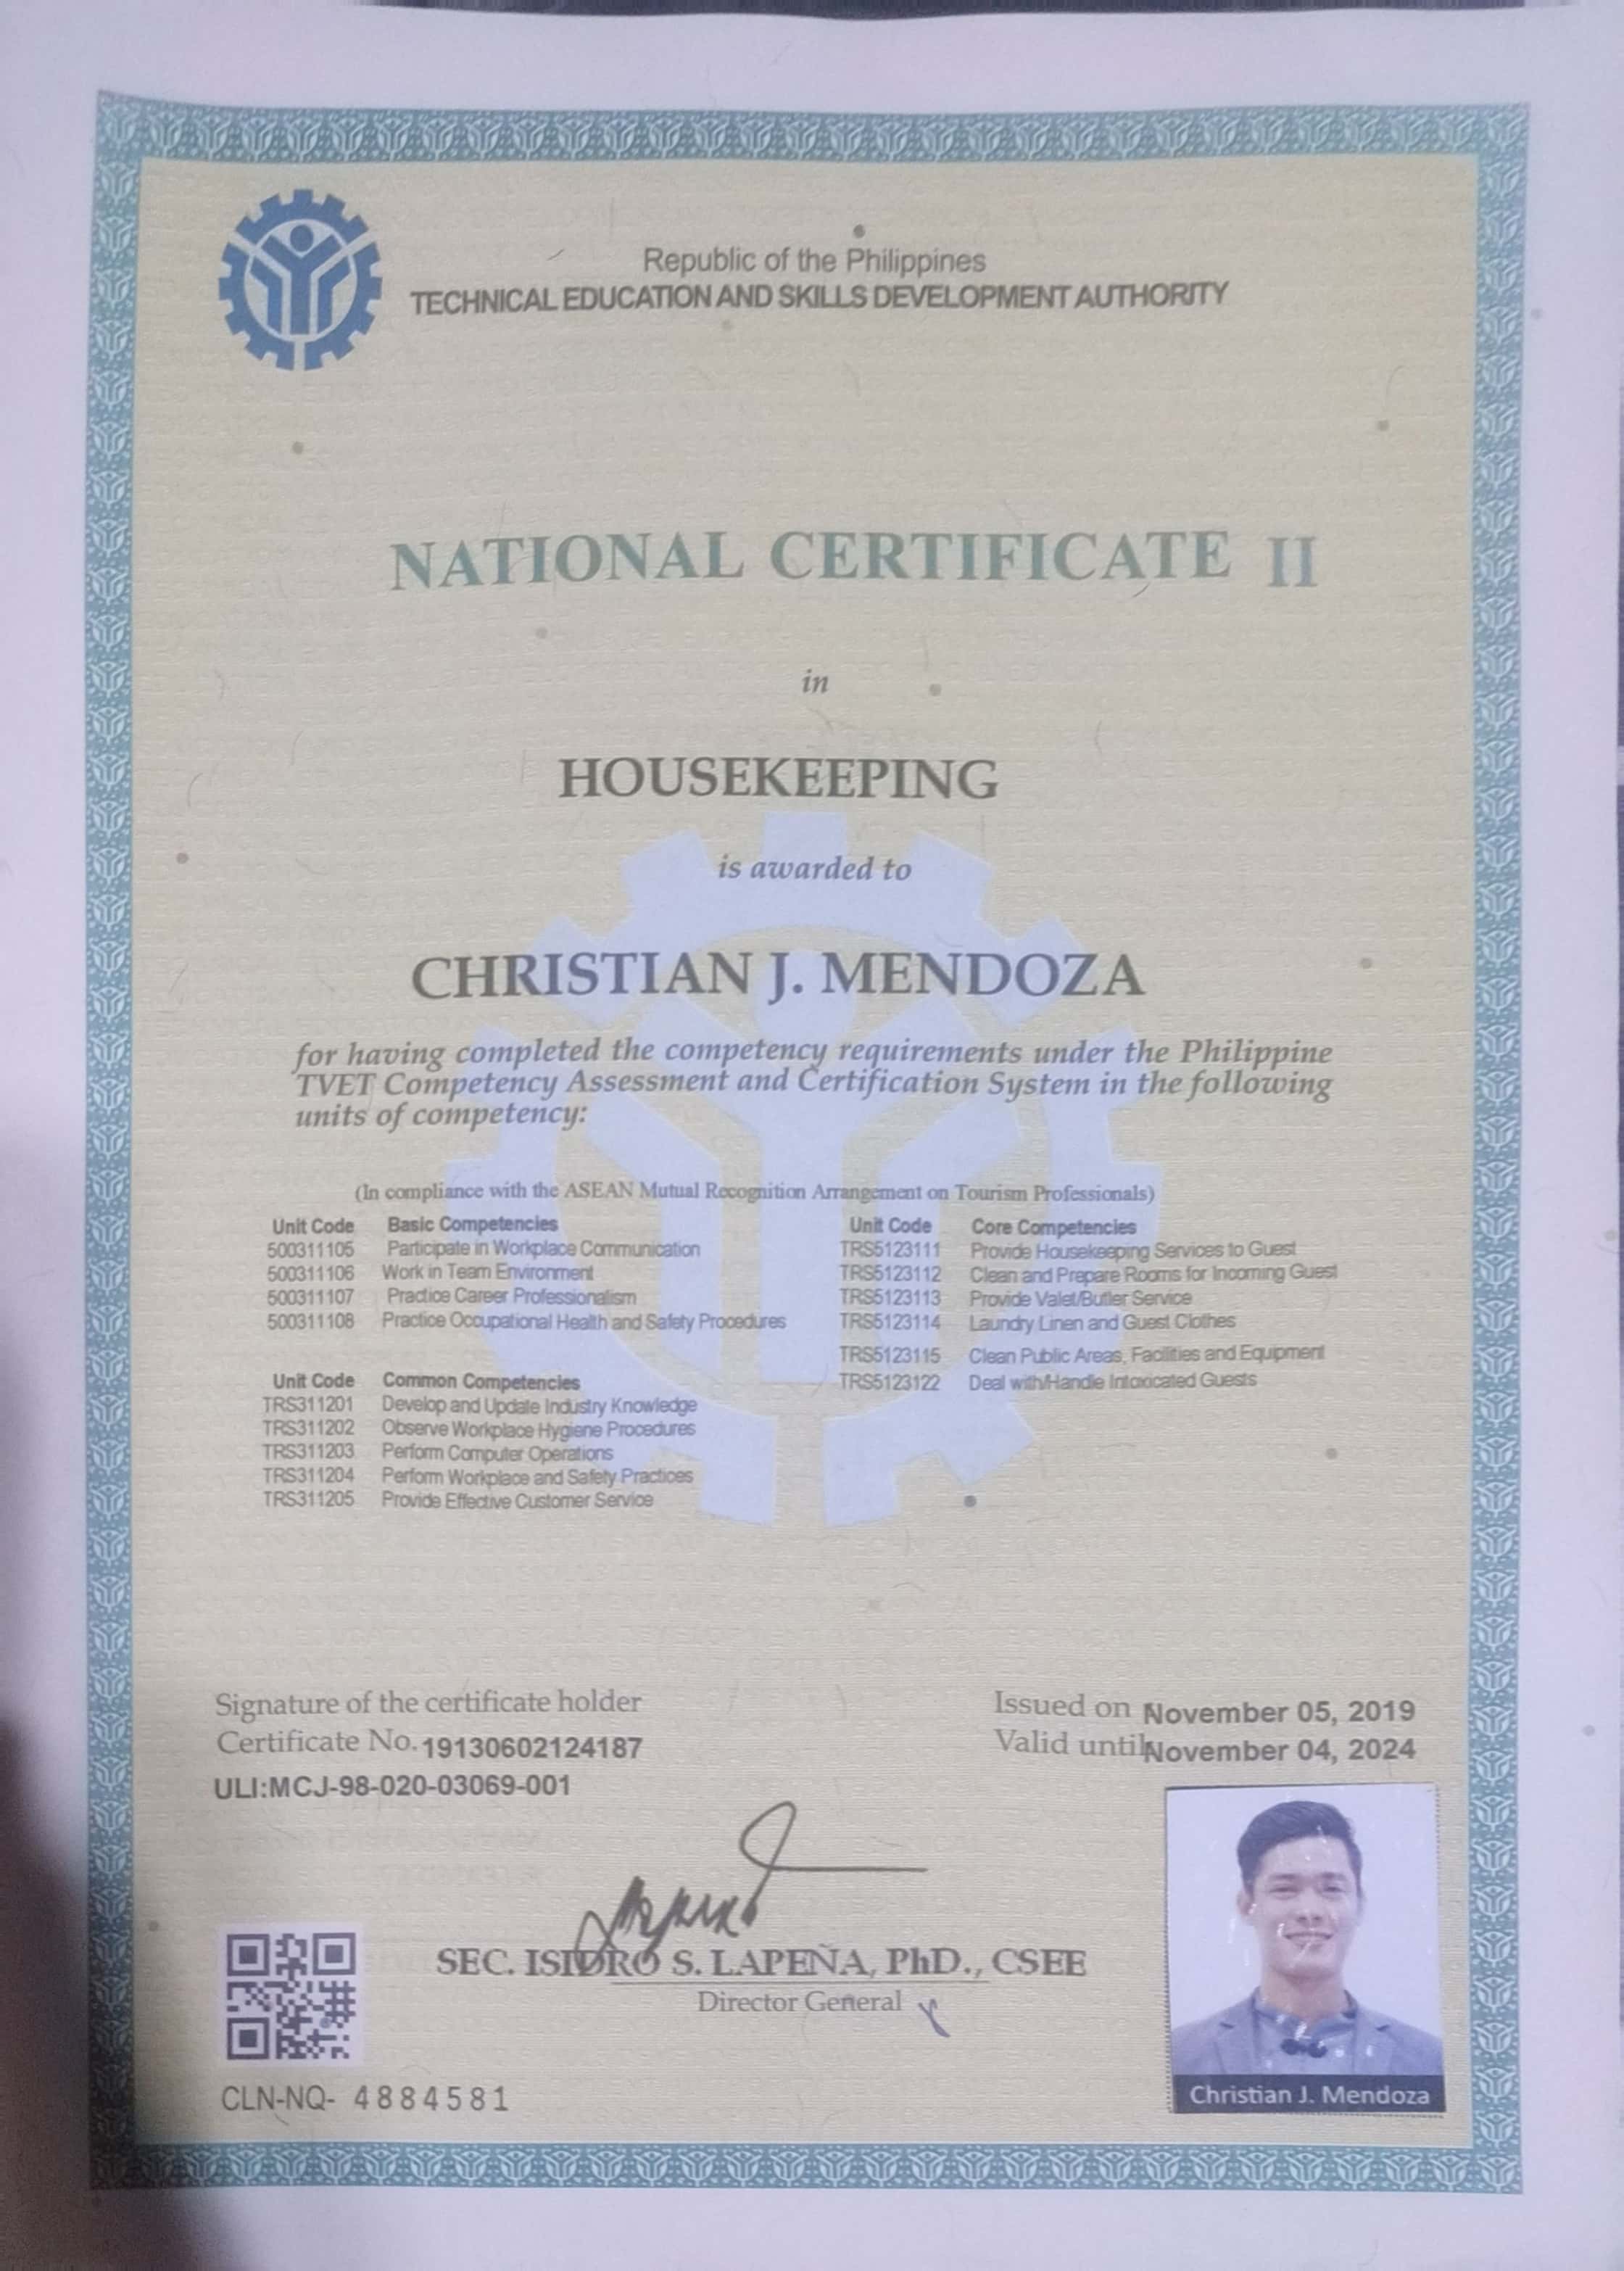 Republic of the Philippines
TECHNICAL EDUCATION AND SKILLS DEVELOPMENT AUTHORITY
NATIONAL CERTIFICATE II
in
HOUSEKEEPING
is awarded to
CHRISTIAN J. MENDOZA
for having completed the competency requirements under the Philippine
TVET Competency Assessment and Certification System in the following
units of competency:
(In compliance with the ASEAN Mutual Recognition Arrangement on Tourism Professionals)
Unit Code Basic Competencies
500311105 Participate in Workplace Communication
500311106 Work in Team Environment
500311107 Practice Career Professionalism
500311108 Practice Occupational Health and Safety Procedures
Unit Code Common Competencies
TRS311201 Develop and Update Industry Knowledge
TRS311202 Observe Workplace Hygiene Procedures
TRS311203 Perform Computer Operations
TRS311204 Perform Workplace and Safety Practices
TRS311205 Provide Effective Customer Service
Unit Code Core Competencies
TRS5123111 Provide Housekeeping Services to Guest
TRS5123112 Clean and Prepare Rooms for Incoming Guest
TRS5123113 Provide Valet/Butler Service
TRS5123114 Laundry Linen and Guest Clothes
TRS5123115 Clean Public Areas, Facilities and Equipment
TRS5123122 Deal with/Handle Intoxicated Guests
Signature of the certificate holder
Certificate No. 19130602124187
ULI:MCJ-98-020-03069-001
Issued on November 05, 2019
Valid until November 04, 2024
SEC. ISIDRO S. LAPEÑA, PhD., CSEE
Director General
CLN-NQ- 4884581
Christian J. Mendoza